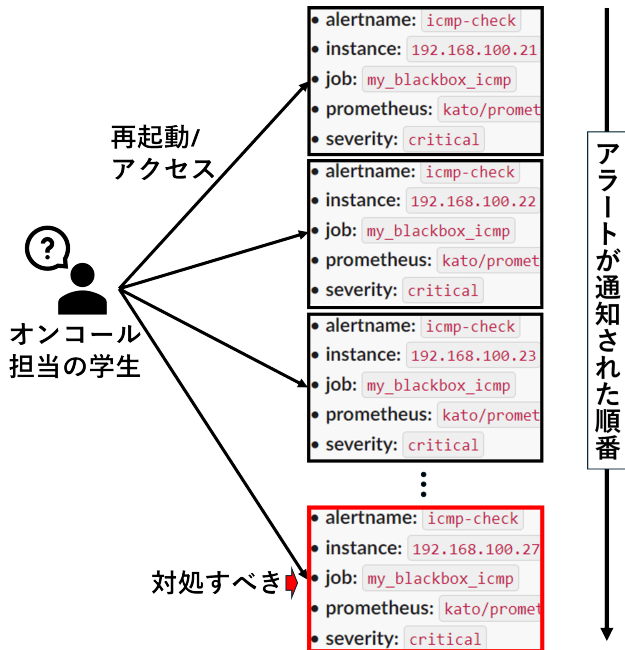 • alertname: icmp-check
• instance: 192.168.100.21
• job: my_blackbox_icmp
• prometheus: kato/promet
• severity: critical
再起動/
アクセス
• alertname: icmp-check
• instance: 192.168.100.22
• job: my_blackbox_icmp
• prometheus: kato/promet
• severity: critical
?
オンコール
担当の学生
• alertname: icmp-check
• instance: 192.168.100.23
• job: my_blackbox_icmp
• prometheus: kato/promet
• severity: critical
⋮
• alertname: icmp-check
• instance: 192.168.100.27
• job: my_blackbox_icmp
• prometheus: kato/promet
• severity: critical
対処すべき
アラートが通知された順番